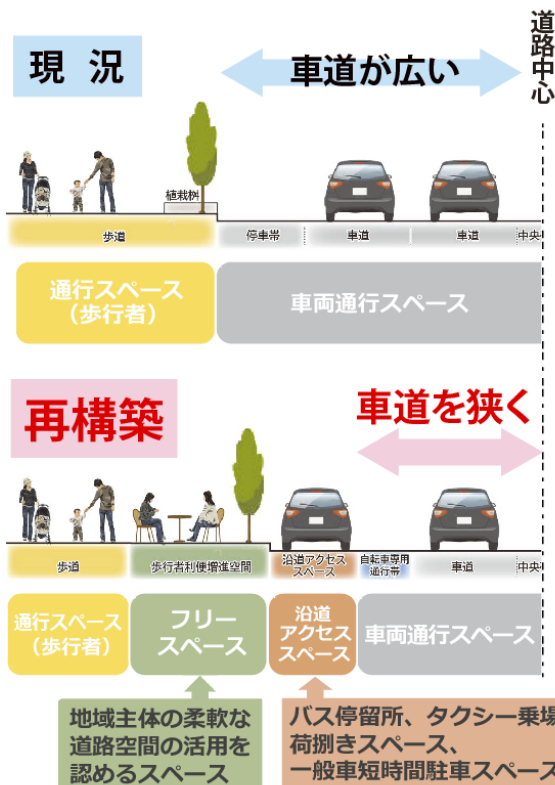 現 況
車道が広い
道路中心
植栽桝
歩道
停車帯
車道
車道
中央
通行スペース
(歩行者)
車両通行スペース
再構築
車道を狭く
歩道
歩行者利便増進空間
沿道アクセス
スペース
自転車専用
通行帯
車道
中央
通行スペース
(歩行者)
フリー
スペース
沿道
アクセス
スペース
車両通行スペース
地域主体の柔軟な
道路空間の活用を
認めるスペース
バス停留所、タクシー乗場
荷捌きスペース、
一般車短時間駐車スペース